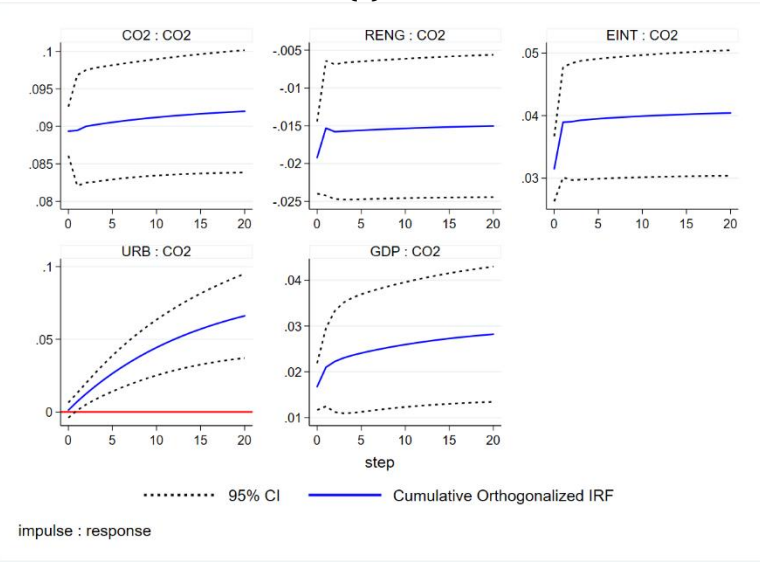 CO2 : CO2
.1
.095
.09
.085
.08
0 5 10 15 20
RENG : CO2
-.005
-.01
-.015
-.02
-.025
0 5 10 15 20
EINT : CO2
.05
.04
.03
0 5 10 15 20
URB : CO2
.1
.05
0
0 5 10 15 20
GDP : CO2
.04
.03
.02
.01
0 5 10 15 20
step
95% CI Cumulative Orthogonalized IRF
impulse : response